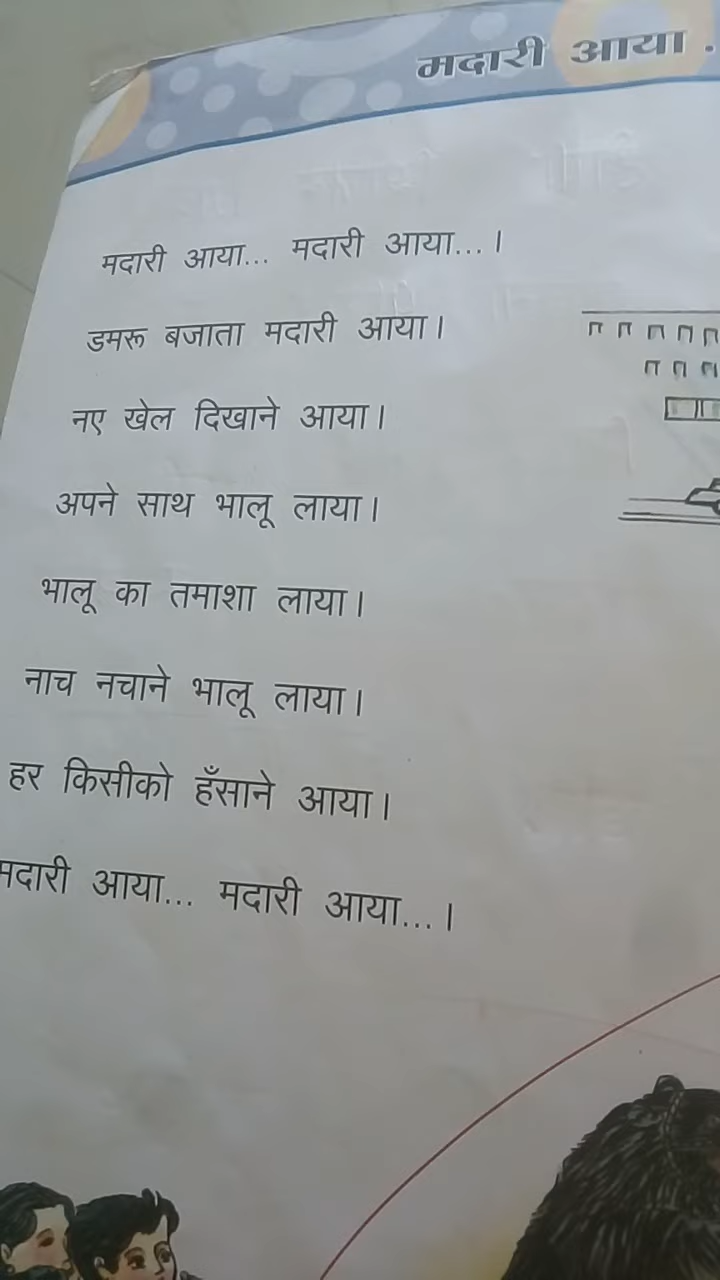 मदारी आया .
मदारी आया... मदारी आया...।
डमरू बजाता मदारी आया।
नए खेल दिखाने आया।
अपने साथ भालू लाया।
भालू का तमाशा लाया।
नाच नचाने भालू लाया।
हर किसीको हँसाने आया।
मदारी आया... मदारी आया...।